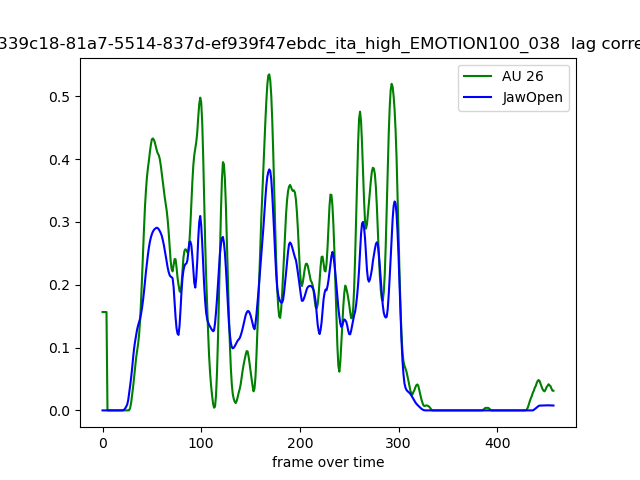 339c18-81a7-5514-837d-ef939f47ebdc_ita_high_EMOTION100_038 lag corre
AU 26
JawOpen
0.5
0.4
0.3
0.2
0.1
0.0
0 100 200 300 400
frame over time